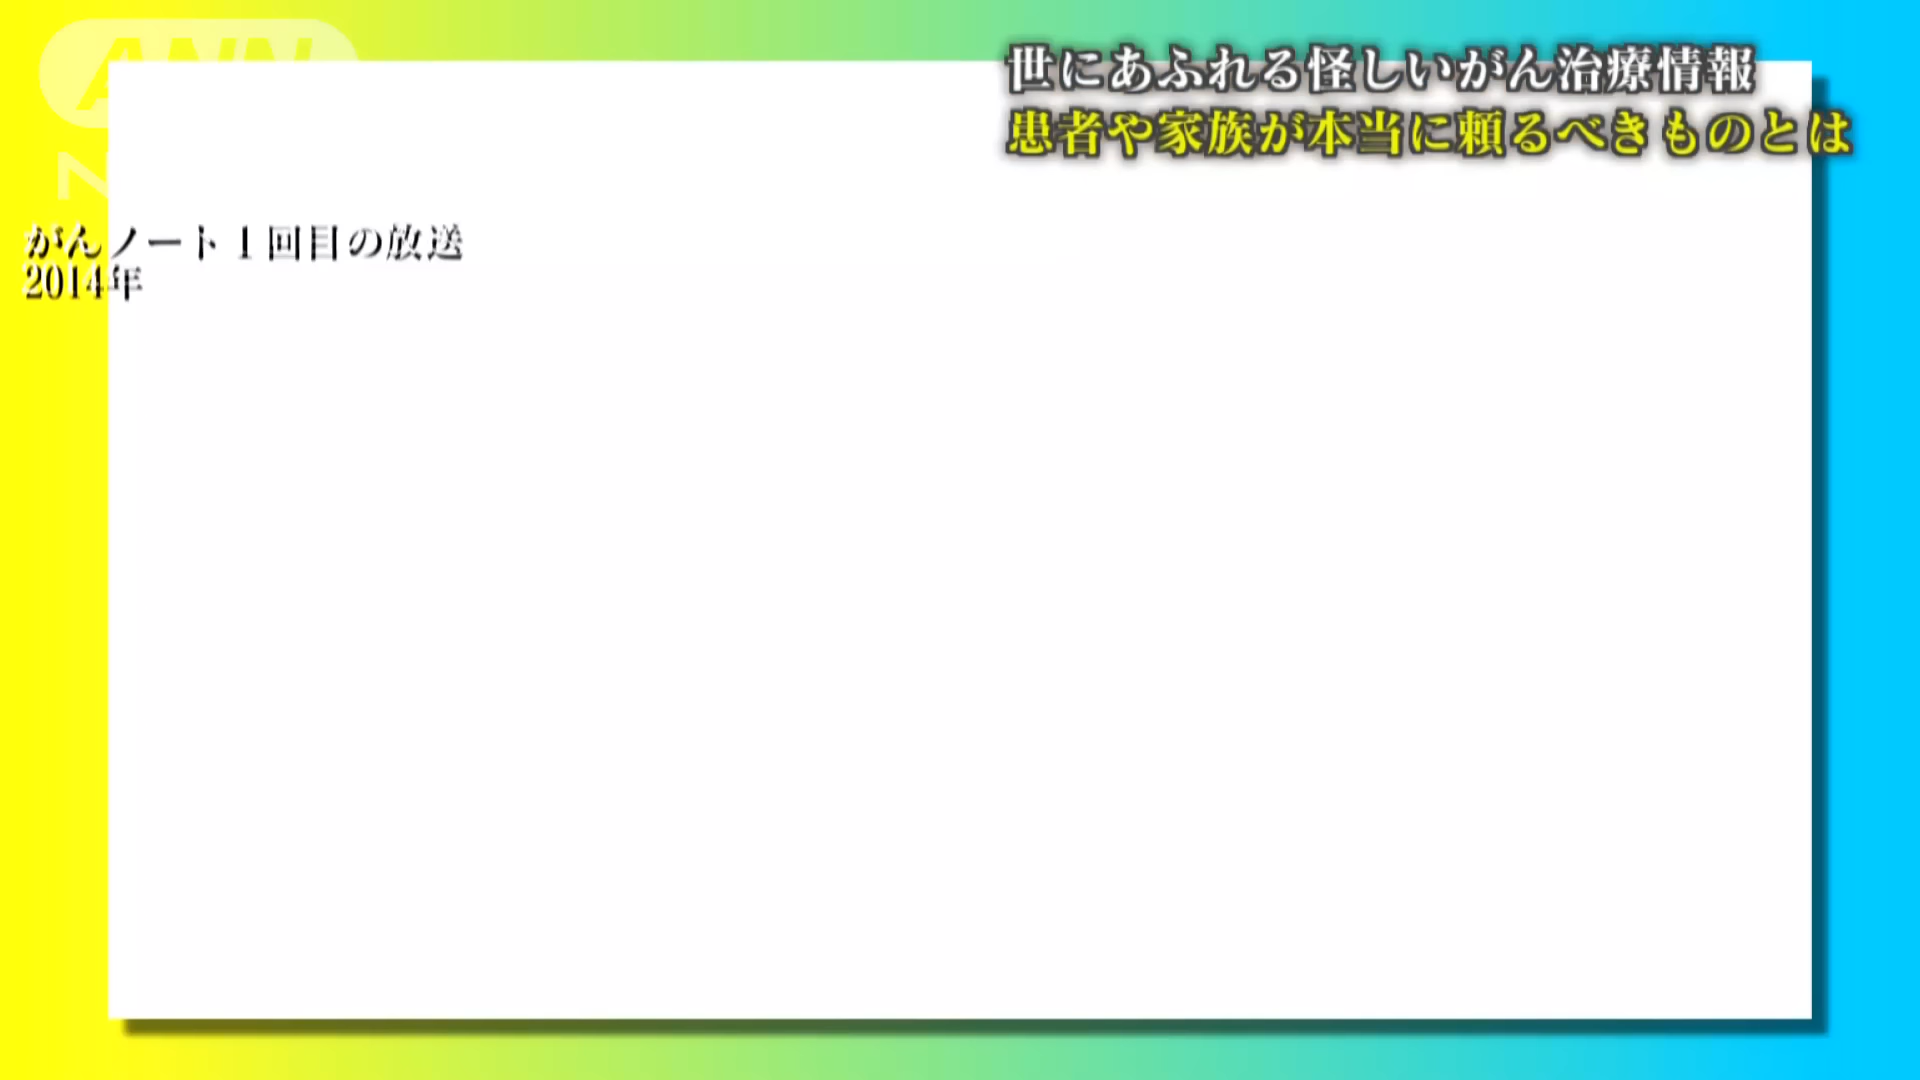 ANN
世にあふれる怪しいがん治療情報
患者や家族が本当に頼るべきものとは
がんノート１回目の放送
2014年